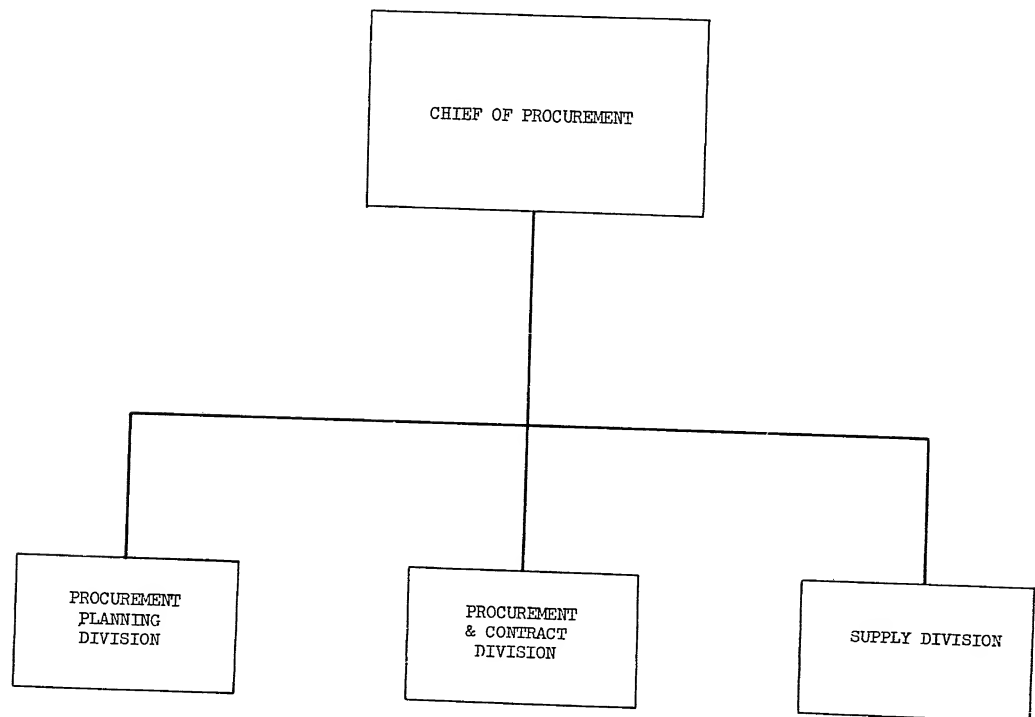 CHIEF OF PROCUREMENT
PROCUREMENT
PLANNING
DIVISION
PROCUREMENT
& CONTRACT
DIVISION
SUPPLY DIVISION